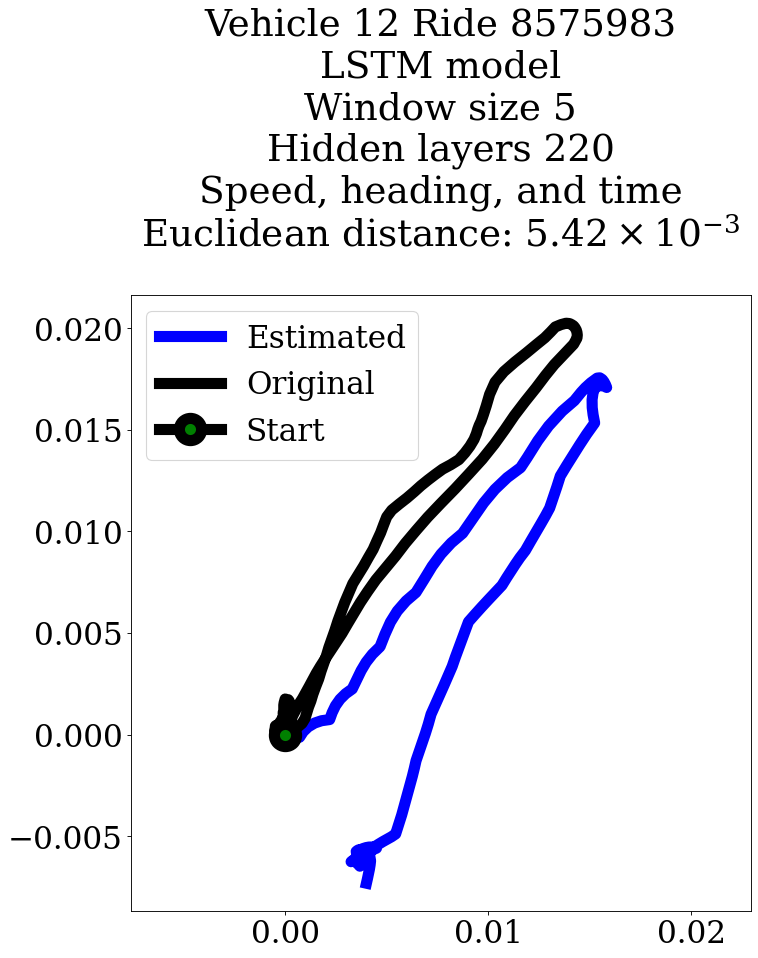 Vehicle 12 Ride 8575983
LSTM model
Window size 5
Hidden layers 220
Speed, heading, and time
Euclidean distance: 5.42 × 10⁻³
Estimated
Original
Start
0.020
0.015
0.010
0.005
0.000
−0.005
0.00 0.01 0.02